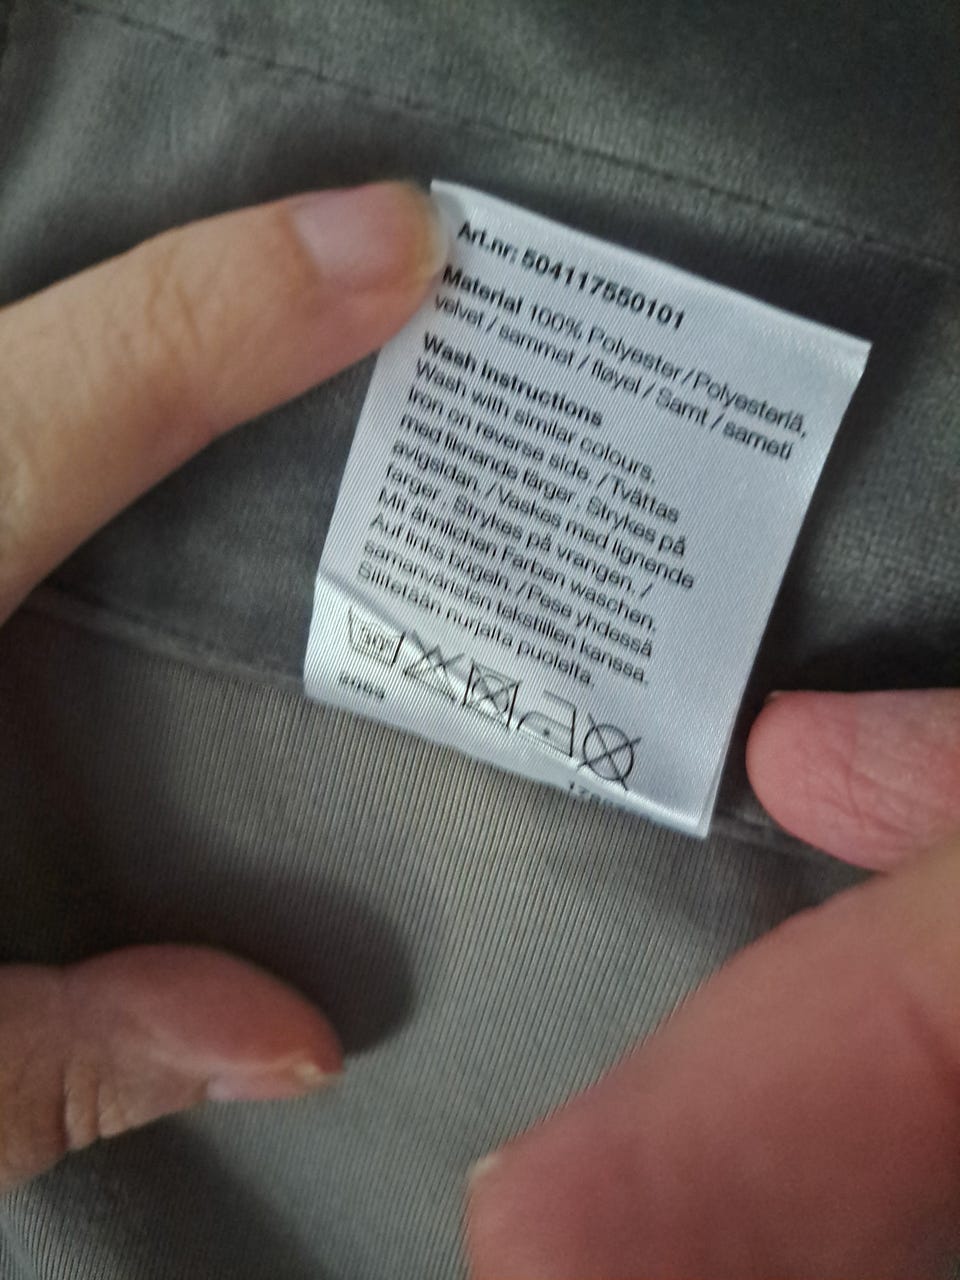 Art.nr: 504117550101
Material 100% Polyester / Polyesteriä,
velvet / sammet / fløyel / Samt / sameti
Wash Instructions
Wash with similar colours.
Iron on reverse side. / Tvättas
med liknande färger. Strykes på
avigsidan. / Vaskes med lignende
farger. Strykes på vrangen. /
Mit ähnlichen Farben waschen.
Auf links bügeln. / Pese yhdessä
samanväristen tekstiilien kanssa.
Silitetään nurjalta puolelta.
30